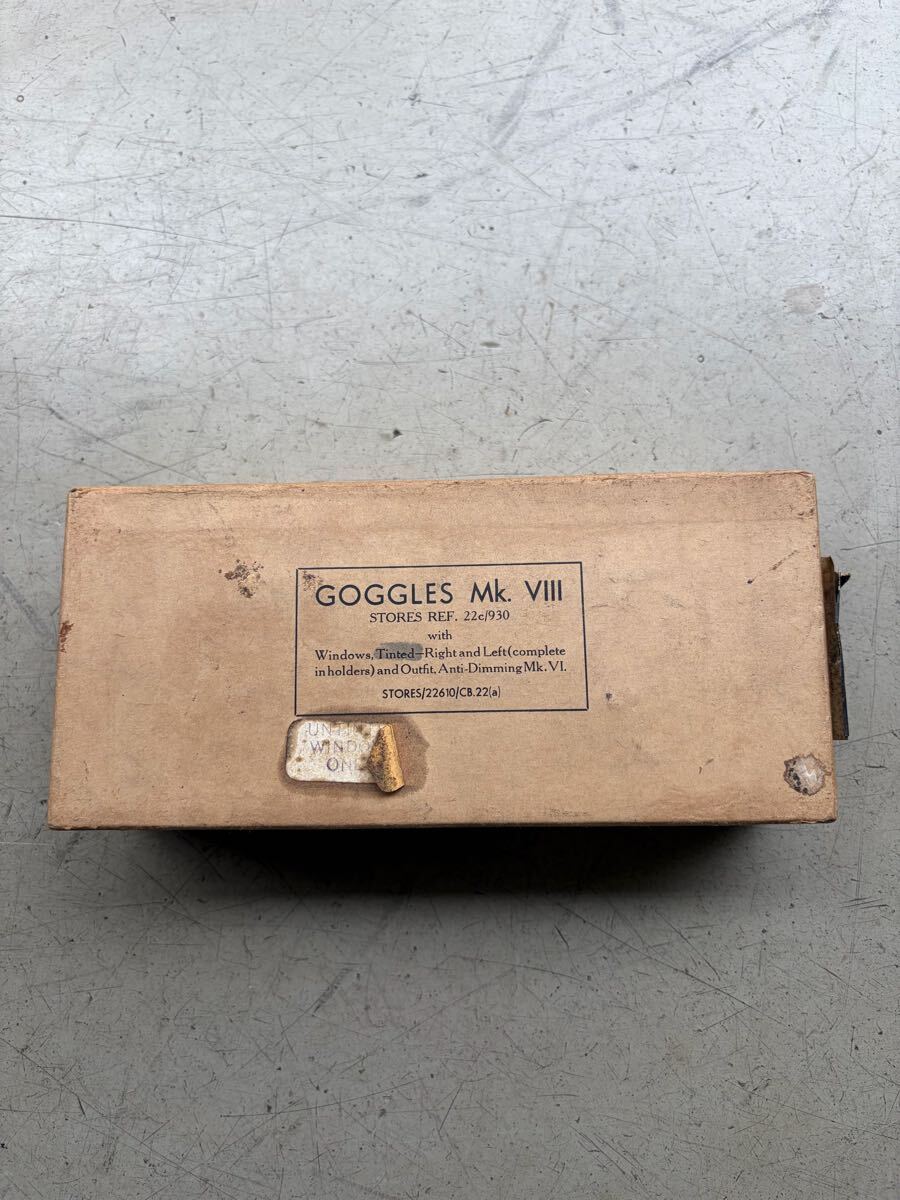 GOGGLES Mk. VIII
STORES REF. 22c/930
with
Windows, Tinted—Right and Left (complete
in holders) and Outfit, Anti-Dimming Mk. VI.
STORES/22610/CB.22(a)